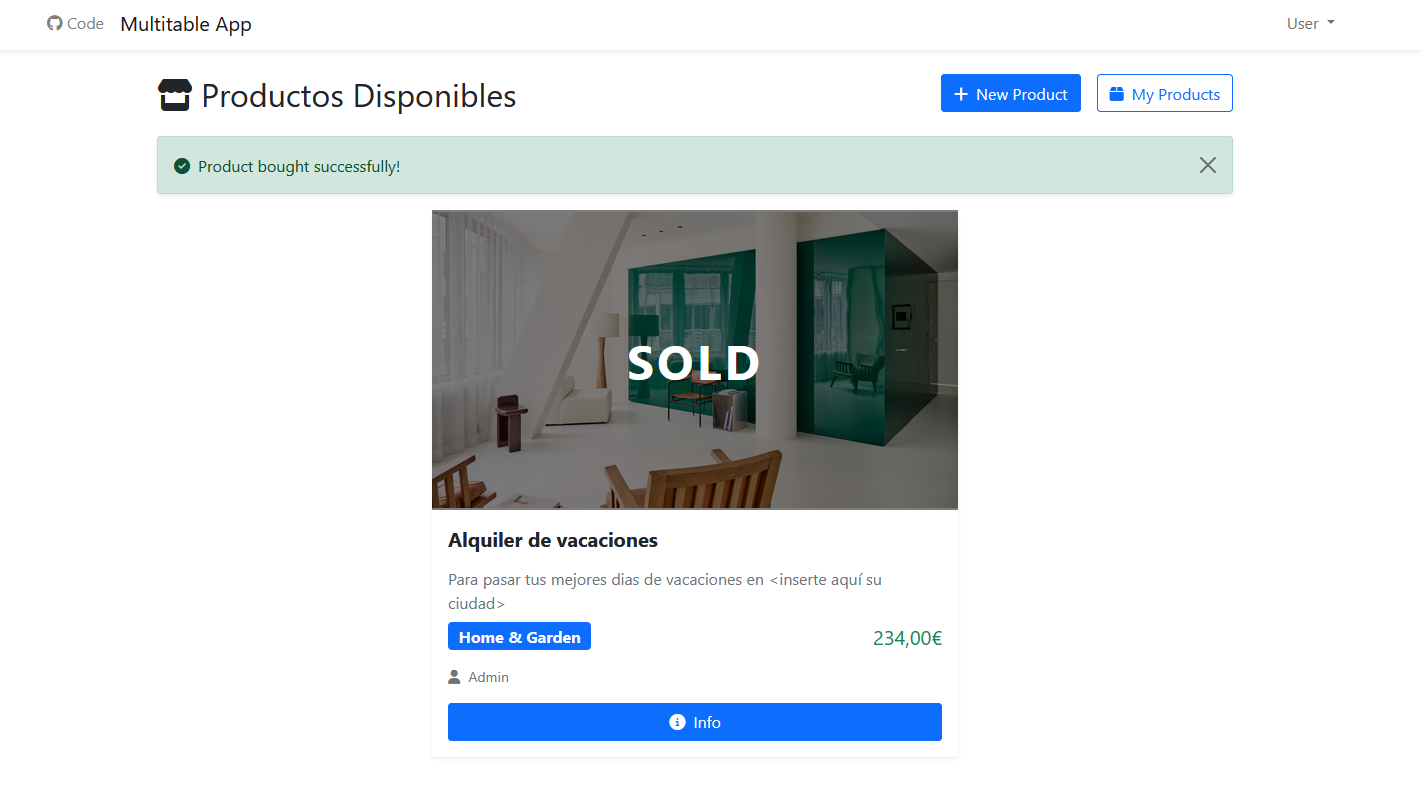 Code Multitable App User
Productos Disponibles
New Product
My Products
Product bought successfully!
SOLD
Alquiler de vacaciones
Para pasar tus mejores dias de vacaciones en <inserte aquí su
ciudad>
Home & Garden
234,00€
Admin
Info